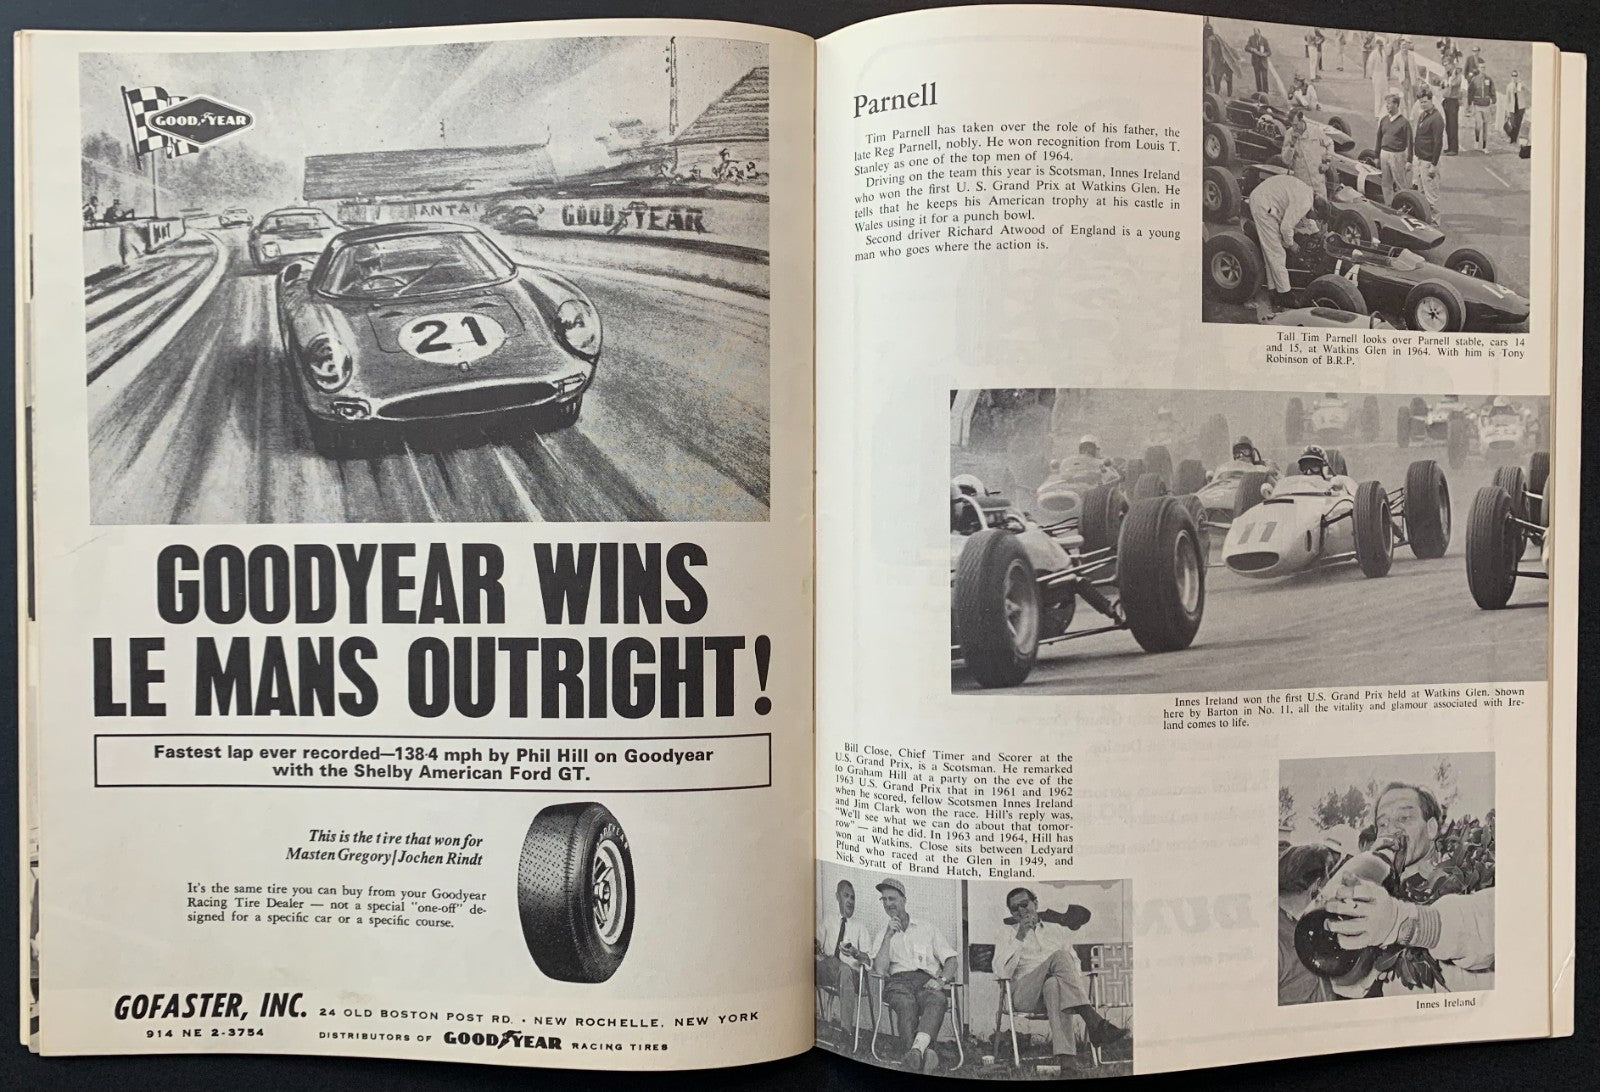 GOOD YEAR
ANTAI
GOOD YEAR
21
GOODYEAR WINS
LE MANS OUTRIGHT!
Fastest lap ever recorded—138·4 mph by Phil Hill on Goodyear
with the Shelby American Ford GT.
This is the tire that won for
Masten Gregory/Jochen Rindt
It's the same tire you can buy from your Goodyear
Racing Tire Dealer — not a special "one-off" de-
signed for a specific car or a specific course.
GOODYEAR
GOFASTER, INC. 24 OLD BOSTON POST RD. • NEW ROCHELLE, NEW YORK
914 NE 2-3754 DISTRIBUTORS OF GOOD YEAR RACING TIRES
Parnell
Tim Parnell has taken over the role of his father, the
late Reg Parnell, nobly. He won recognition from Louis T.
Stanley as one of the top men of 1964.
Driving on the team this year is Scotsman, Innes Ireland
who won the first U. S. Grand Prix at Watkins Glen. He
tells that he keeps his American trophy at his castle in
Wales using it for a punch bowl.
Second driver Richard Atwood of England is a young
man who goes where the action is.
14
Tall Tim Parnell looks over Parnell stable, cars 14
and 15, at Watkins Glen in 1964. With him is Tony
Robinson of B.R.P.
11
Innes Ireland won the first U.S. Grand Prix held at Watkins Glen. Shown
here by Barton in No. 11, all the vitality and glamour associated with Ire-
land comes to life.
Bill Close, Chief Timer and Scorer at the
U.S. Grand Prix, is a Scotsman. He remarked
to Graham Hill at a party on the eve of the
1963 U.S. Grand Prix that in 1961 and 1962
when he scored, fellow Scotsmen Innes Ireland
and Jim Clark won the race. Hill's reply was,
"We'll see what we can do about that tomor-
row" — and he did. In 1963 and 1964, Hill has
won at Watkins. Close sits between Ledyard
Pfund who raced at the Glen in 1949, and
Nick Syratt of Brand Hatch, England.
Innes Ireland